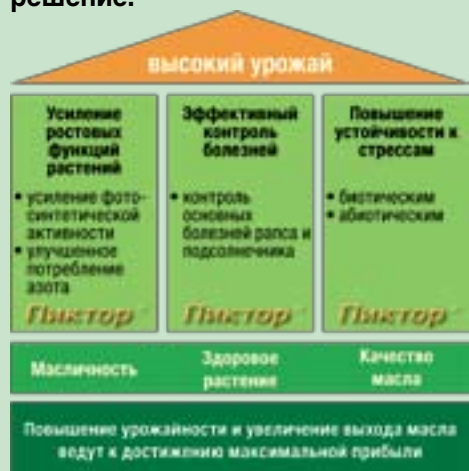 решение.
высокий урожай
Усиление
ростовых
функций
растений
• усиление фото-
синтетической
активности
• улучшенное
потребление
азота
Пиктор
Эффективный
контроль
болезней
• контроль
основных
болезней рапса и
подсолнечника
Пиктор
Повышение
устойчивости к
стрессам
• биотическим
• абиотическим
Пиктор
Масличность
Здоровое
растение
Качество
масла
Повышение урожайности и увеличение выхода масла
ведут к достижению максимальной прибыли